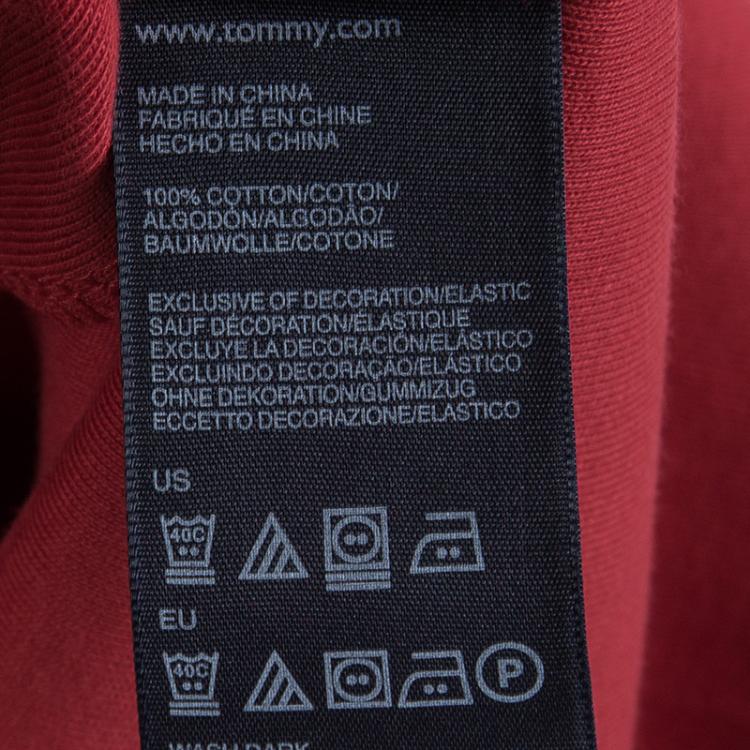 www.tommy.com
MADE IN CHINA
FABRIQUÉ EN CHINE
HECHO EN CHINA
100% COTTON/COTON/
ALGODÓN/ALGODÃO/
BAUMWOLLE/COTONE
EXCLUSIVE OF DECORATION/ELASTIC
SAUF DÉCORATION/ÉLASTIQUE
EXCLUYE LA DECORACIÓN/ELÁSTICO
EXCLUINDO DECORAÇÃO/ELÁSTICO
OHNE DEKORATION/GUMMIZUG
ECCETTO DECORAZIONE/ELASTICO
US
40C
EU
40C P
WASH DARK